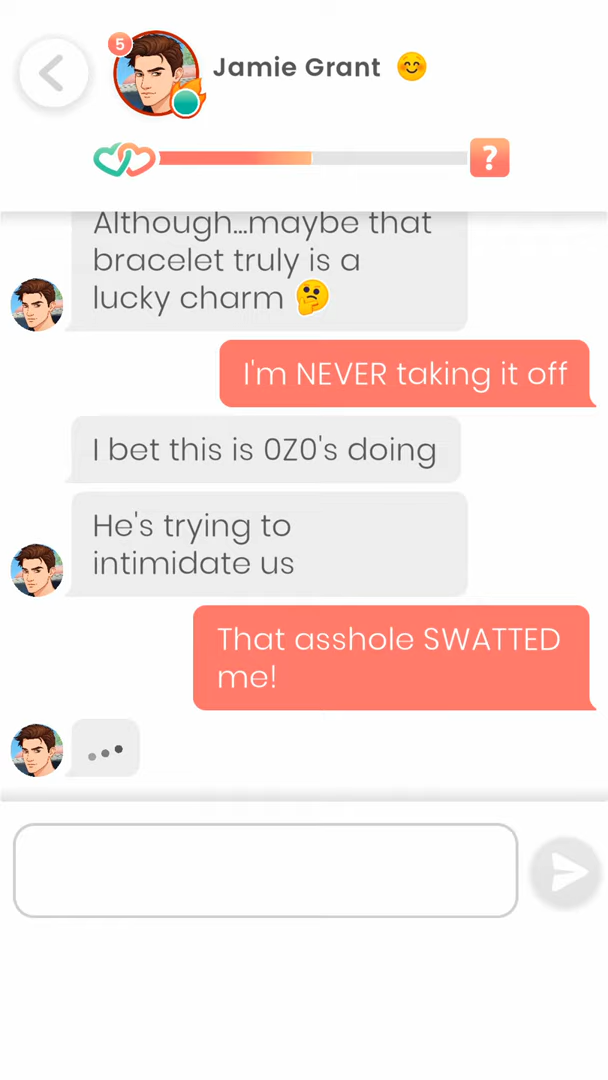 5
Jamie Grant 😊
?
Although...maybe that
bracelet truly is a
lucky charm 🤔
I'm NEVER taking it off
I bet this is 0Z0's doing
He's trying to
intimidate us
That asshole SWATTED
me!